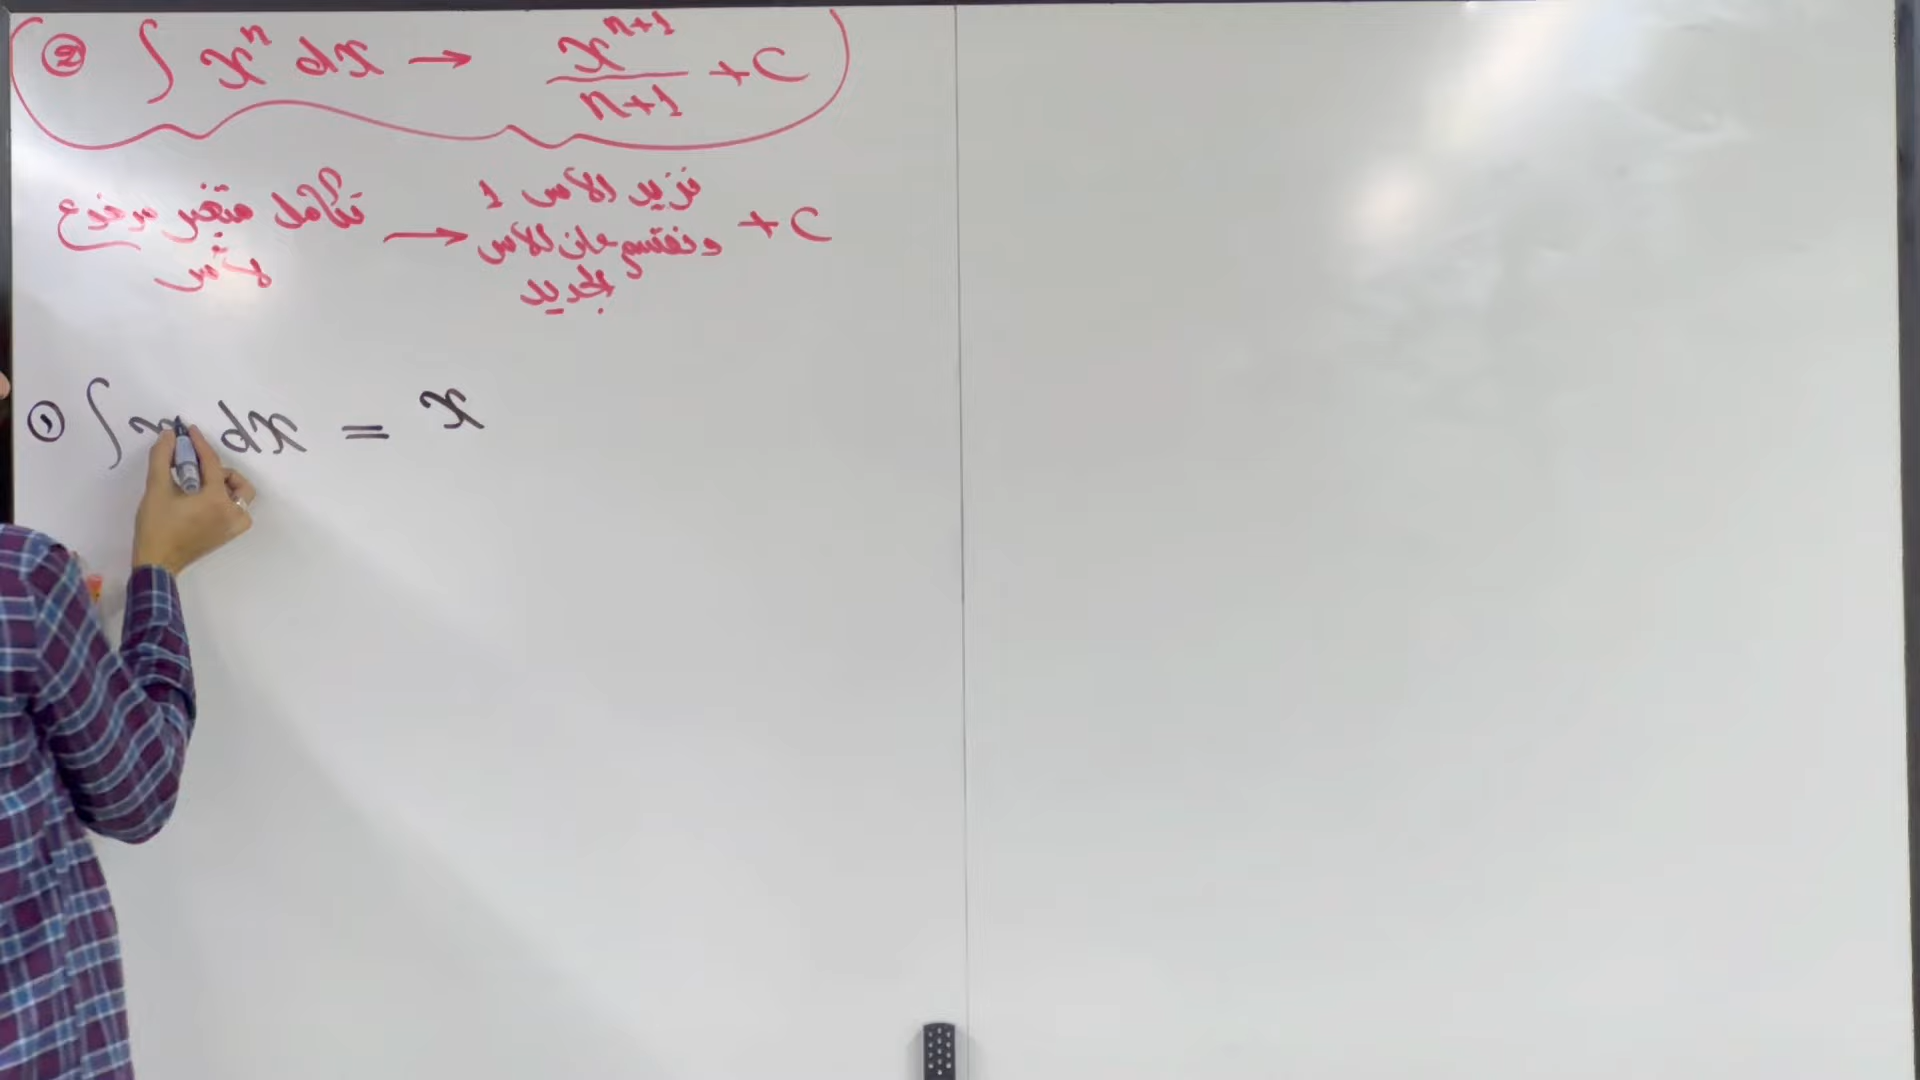 ② ∫ xⁿ dx → xⁿ⁺¹/n+1 + C
تكامل متغير مرفوع لأس → نزيد الأس 1 ونقسم على الأس الجديد + C
① ∫ x dx = x